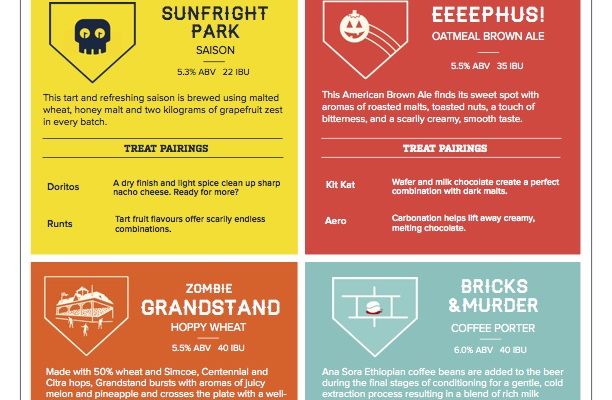 SUNFRIGHT
PARK
SAISON
5.3% ABV 22 IBU
This tart and refreshing saison is brewed using malted
wheat, honey malt and two kilograms of grapefruit zest
in every batch.
TREAT PAIRINGS
Doritos
A dry finish and light spice clean up sharp
nacho cheese. Ready for more?
Runts
Tart fruit flavours offer scarily endless
combinations.
EEEEPHUS!
OATMEAL BROWN ALE
5.5% ABV 35 IBU
This American Brown Ale finds its sweet spot with
aromas of roasted malts, toasted nuts, a touch of
bitterness, and a scarily creamy, smooth taste.
TREAT PAIRINGS
Kit Kat
Wafer and milk chocolate create a perfect
combination with dark malts.
Aero
Carbonation helps lift away creamy,
melting chocolate.
ZOMBIE
GRANDSTAND
HOPPY WHEAT
5.5% ABV 40 IBU
Made with 50% wheat and Simcoe, Centennial and
Citra hops, Grandstand bursts with aromas of juicy
melon and pineapple and crosses the plate with a well-
BRICKS
&MURDER
COFFEE PORTER
6.0% ABV 40 IBU
Ana Sora Ethiopian coffee beans are added to the beer
during the final stages of conditioning for a gentle, cold
extraction process resulting in a blend of rich milk